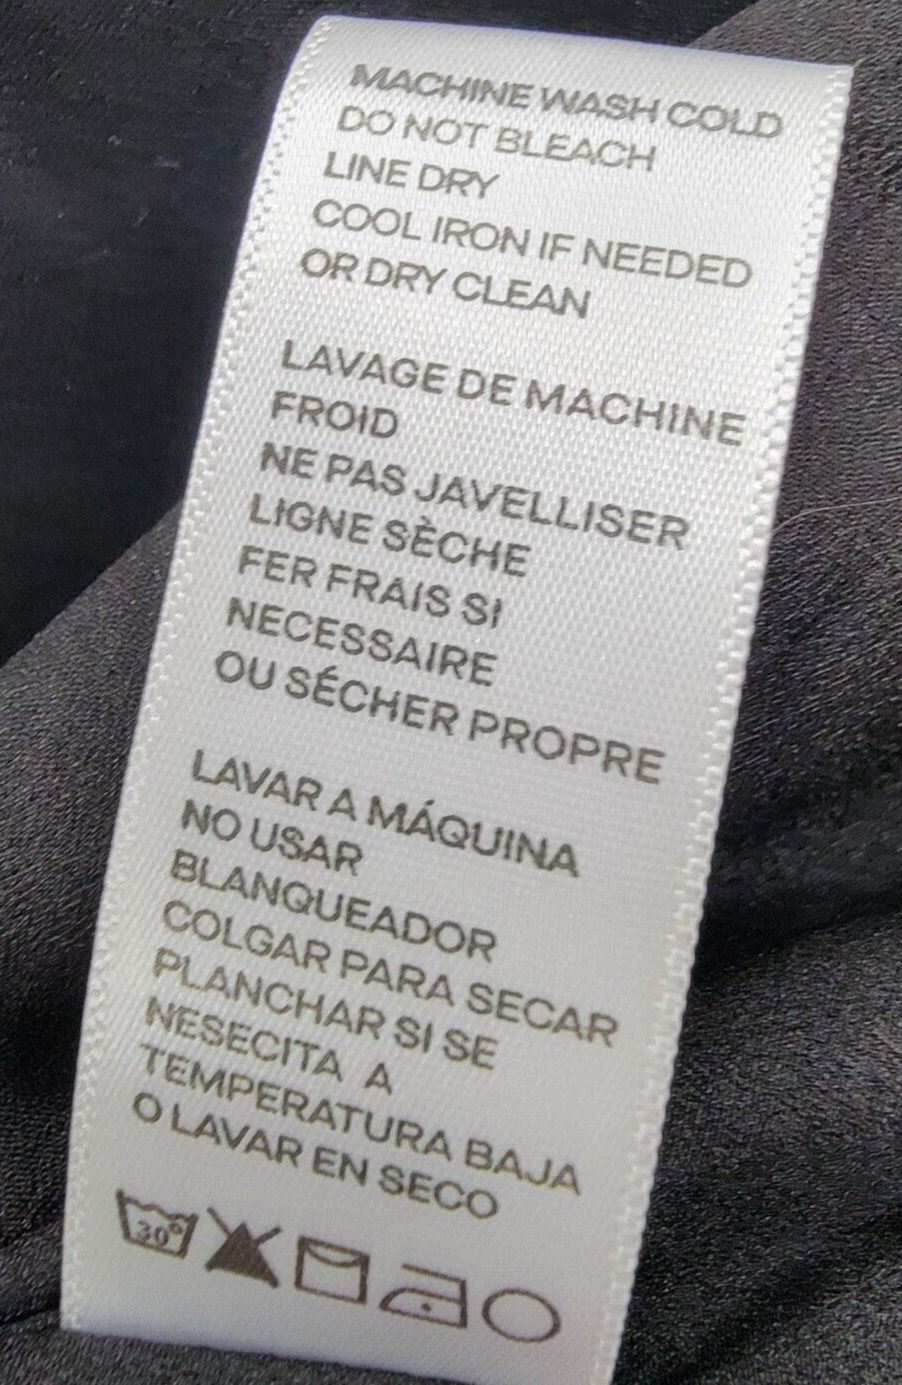 MACHINE WASH COLD
DO NOT BLEACH
LINE DRY
COOL IRON IF NEEDED
OR DRY CLEAN
LAVAGE DE MACHINE
FROID
NE PAS JAVELLISER
LIGNE SÈCHE
FER FRAIS SI
NECESSAIRE
OU SÉCHER PROPRE
LAVAR A MÁQUINA
NO USAR
BLANQUEADOR
COLGAR PARA SECAR
PLANCHAR SI SE
NESECITA A
TEMPERATURA BAJA
O LAVAR EN SECO
30°